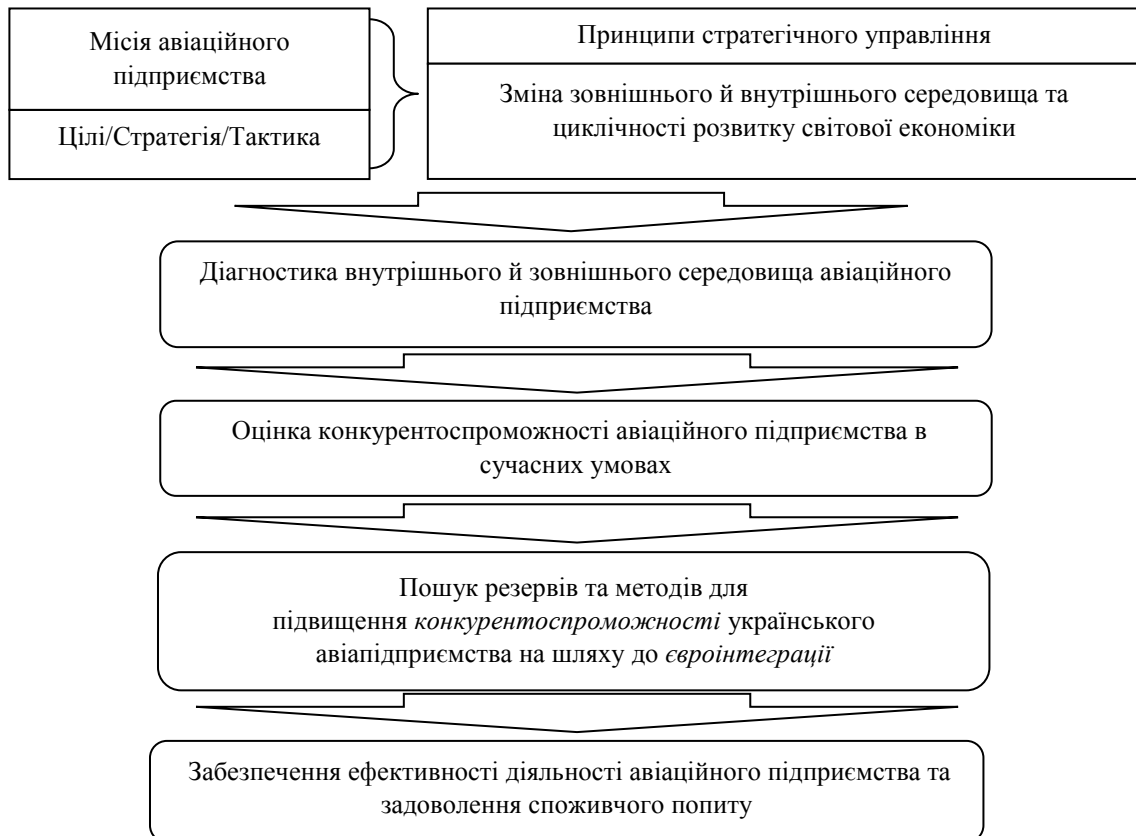 Місія авіаційного
підприємства
Цілі/Стратегія/Тактика
Принципи стратегічного управління
Зміна зовнішнього й внутрішнього середовища та
циклічності розвитку світової економіки
Діагностика внутрішнього й зовнішнього середовища авіаційного
підприємства
Оцінка конкурентоспроможності авіаційного підприємства в
сучасних умовах
Пошук резервів та методів для
підвищення конкурентоспроможності українського
авіапідприємства на шляху до євроінтеграції
Забезпечення ефективності діяльності авіаційного підприємства та
задоволення споживчого попиту